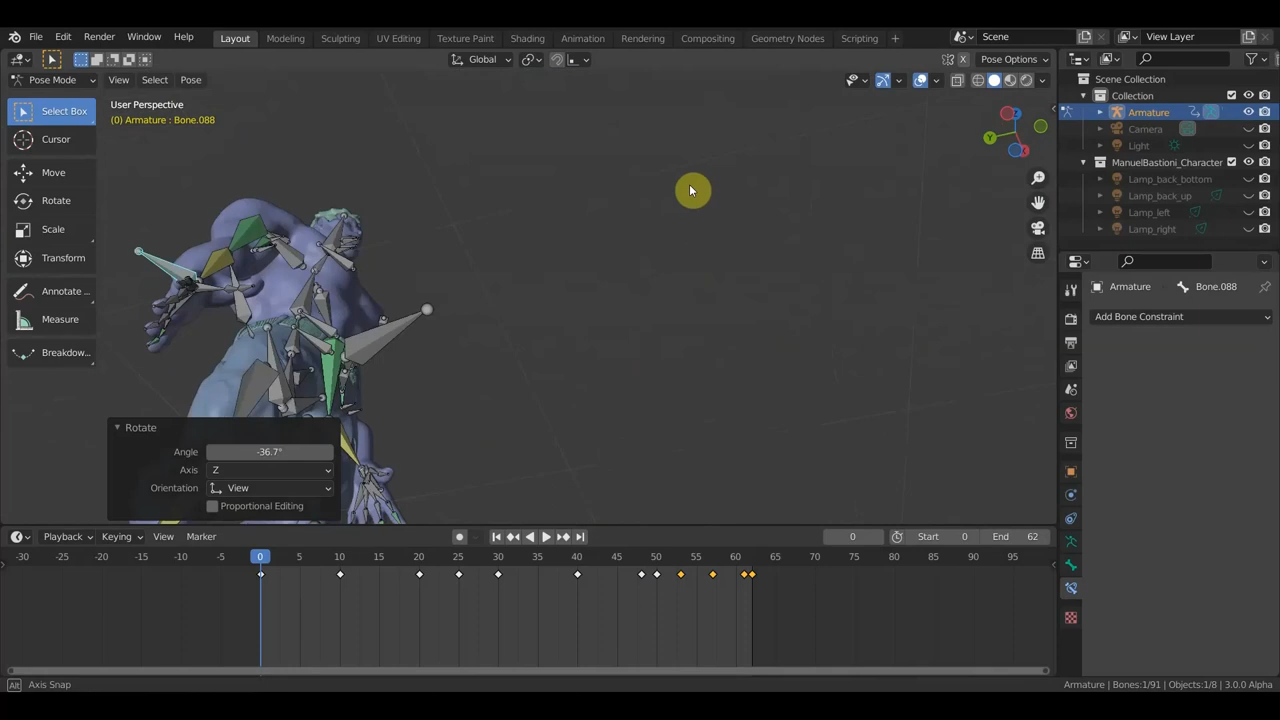 File Edit Render Window Help Layout Modeling Sculpting UV Editing Texture Paint Shading Animation Rendering Compositing Geometry Nodes Scripting + Scene View Layer
Global Pose Options
Pose Mode View Select Pose
Scene Collection
Collection
Armature
Camera
Light
ManuelBastioni_Character
Lamp_back_bottom
Lamp_back_up
Lamp_left
Lamp_right
Select Box
Cursor
Move
Rotate
Scale
Transform
Annotate ...
Measure
Breakdow...
User Perspective
(0) Armature : Bone.088
X
Y
Z
Armature Bone.088
Add Bone Constraint
Rotate
Angle -36.7°
Axis Z
Orientation View
Proportional Editing
Playback Keying View Marker 0 Start 0 End 62
-30 -25 -20 -15 -10 -5 0 5 10 15 20 25 30 35 40 45 50 55 60 65 70 75 80 85 90 95
Alt Axis Snap Armature | Bones:1/91 | Objects:1/8 | 3.0.0 Alpha